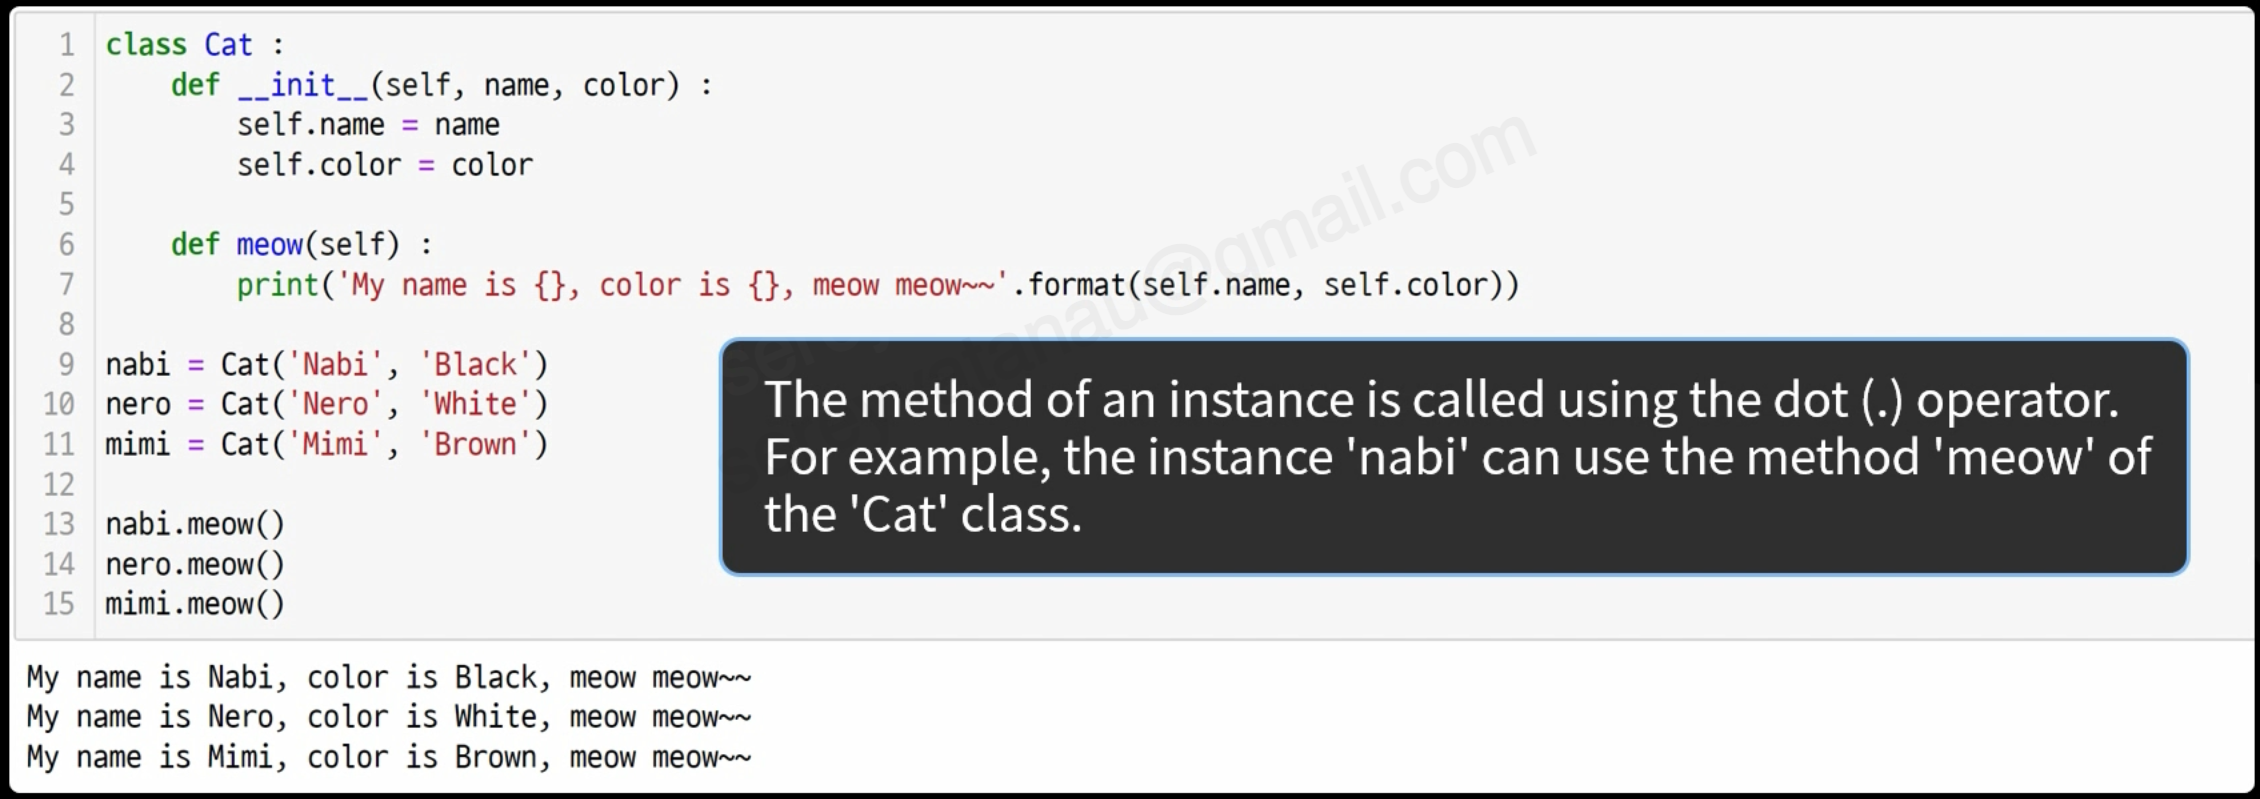 1 class Cat :
2     def __init__(self, name, color) :
3         self.name = name
4         self.color = color
5
6     def meow(self) :
7         print('My name is {}, color is {}, meow meow~~'.format(self.name, self.color))
8
9 nabi = Cat('Nabi', 'Black')
10 nero = Cat('Nero', 'White')
11 mimi = Cat('Mimi', 'Brown')
12
13 nabi.meow()
14 nero.meow()
15 mimi.meow()
The method of an instance is called using the dot (.) operator.
For example, the instance 'nabi' can use the method 'meow' of
the 'Cat' class.
My name is Nabi, color is Black, meow meow~~
My name is Nero, color is White, meow meow~~
My name is Mimi, color is Brown, meow meow~~